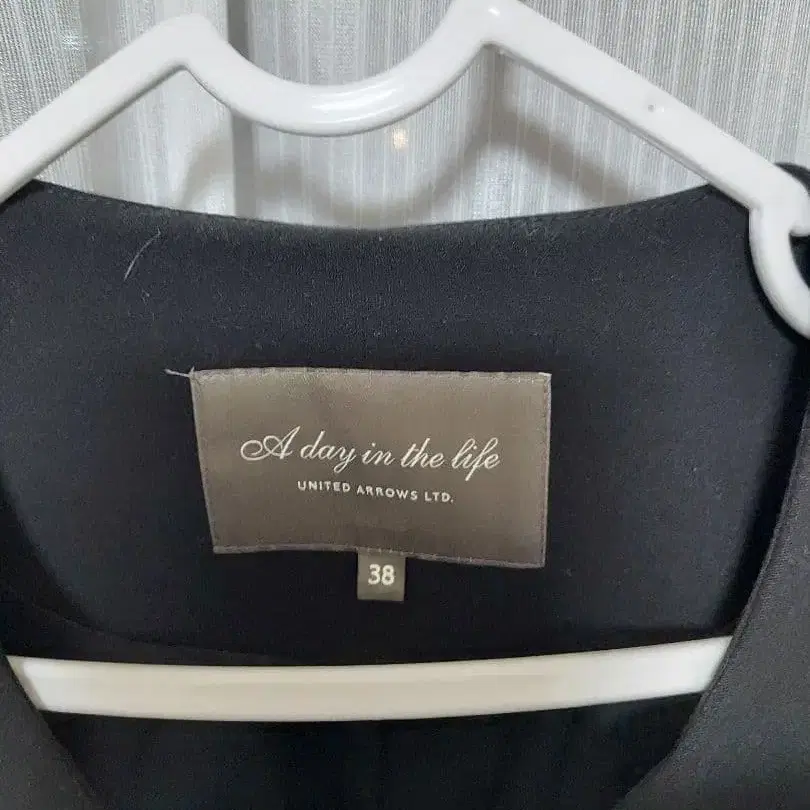 A day in the life
UNITED ARROWS LTD.
38